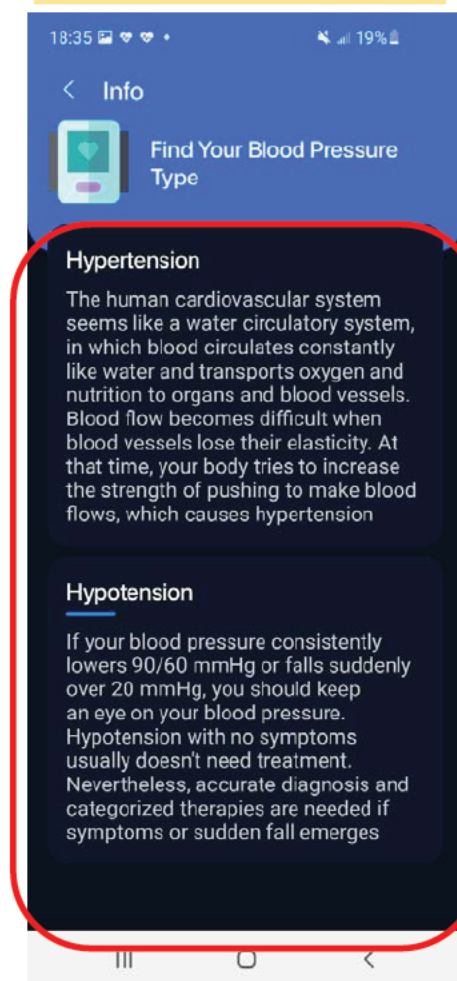 18:35
19%
Info
Find Your Blood Pressure
Type
Hypertension
The human cardiovascular system
seems like a water circulatory system,
in which blood circulates constantly
like water and transports oxygen and
nutrition to organs and blood vessels.
Blood flow becomes difficult when
blood vessels lose their elasticity. At
that time, your body tries to increase
the strength of pushing to make blood
flows, which causes hypertension
Hypotension
If your blood pressure consistently
lowers 90/60 mmHg or falls suddenly
over 20 mmHg, you should keep
an eye on your blood pressure.
Hypotension with no symptoms
usually doesn't need treatment.
Nevertheless, accurate diagnosis and
categorized therapies are needed if
symptoms or sudden fall emerges